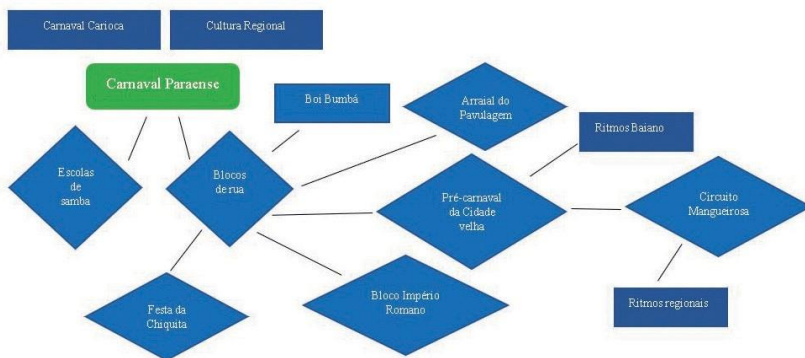 Carnaval Carioca
Cultura Regional
Carnaval Paraense
Boi Bumbá
Arraial do
Pavulagem
Ritmos Baiano
Escolas
de
samba
Blocos
de rua
Pré-carnaval
da Cidade
velha
Circuito
Mangueirosa
Festa da
Chiquita
Bloco Império
Romano
Ritmos regionais